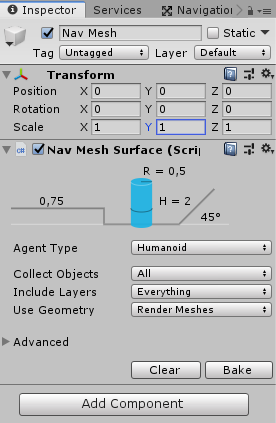 Inspector Services Navigation
Nav Mesh Static
Tag Untagged Layer Default
Transform
Position X 0 Y 0 Z 0
Rotation X 0 Y 0 Z 0
Scale X 1 Y 1 Z 1
Nav Mesh Surface (Scrip
R = 0,5
0,75 H = 2
45°
Agent Type Humanoid
Collect Objects All
Include Layers Everything
Use Geometry Render Meshes
Advanced
Clear Bake
Add Component